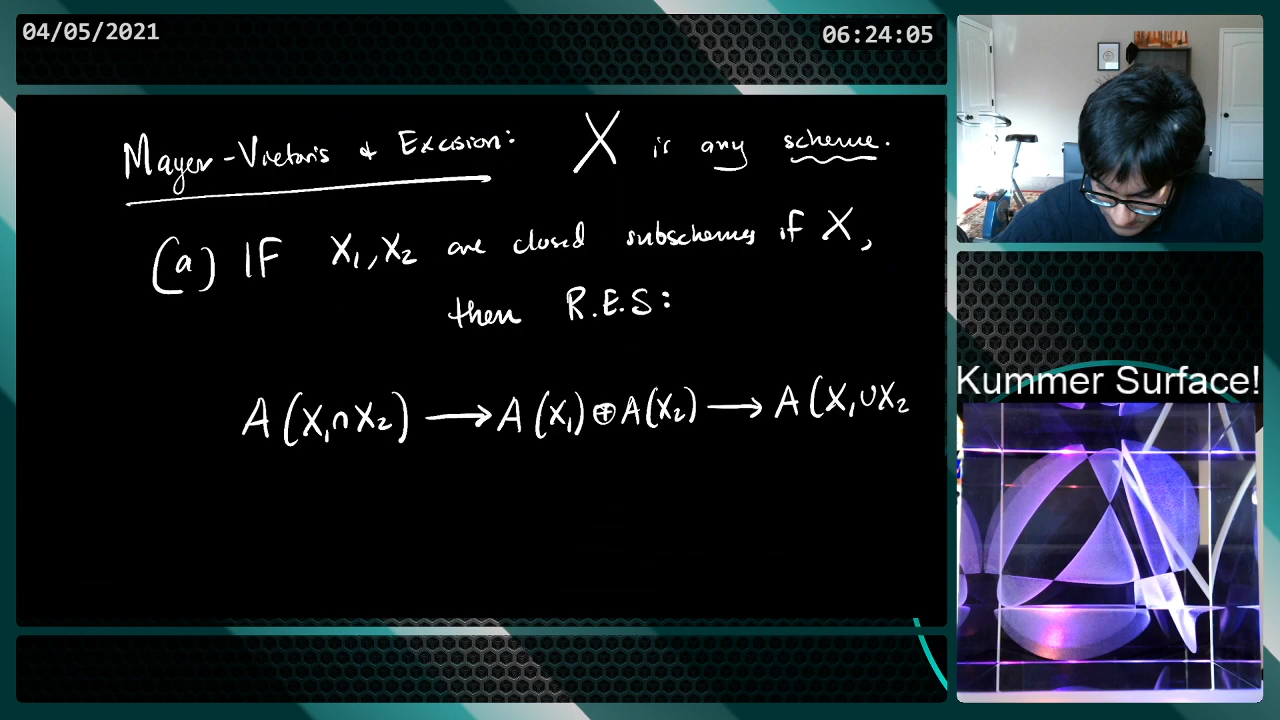 04/05/2021
06:24:05
Mayer-Vietoris & Excision: X is any scheme.
(a) IF X₁, X₂ are closed subschemes if X,
then R.E.S:
A(X₁∩X₂) ⟶ A(X₁)⊕A(X₂) ⟶ A(X₁∪X₂
Kummer Surface!